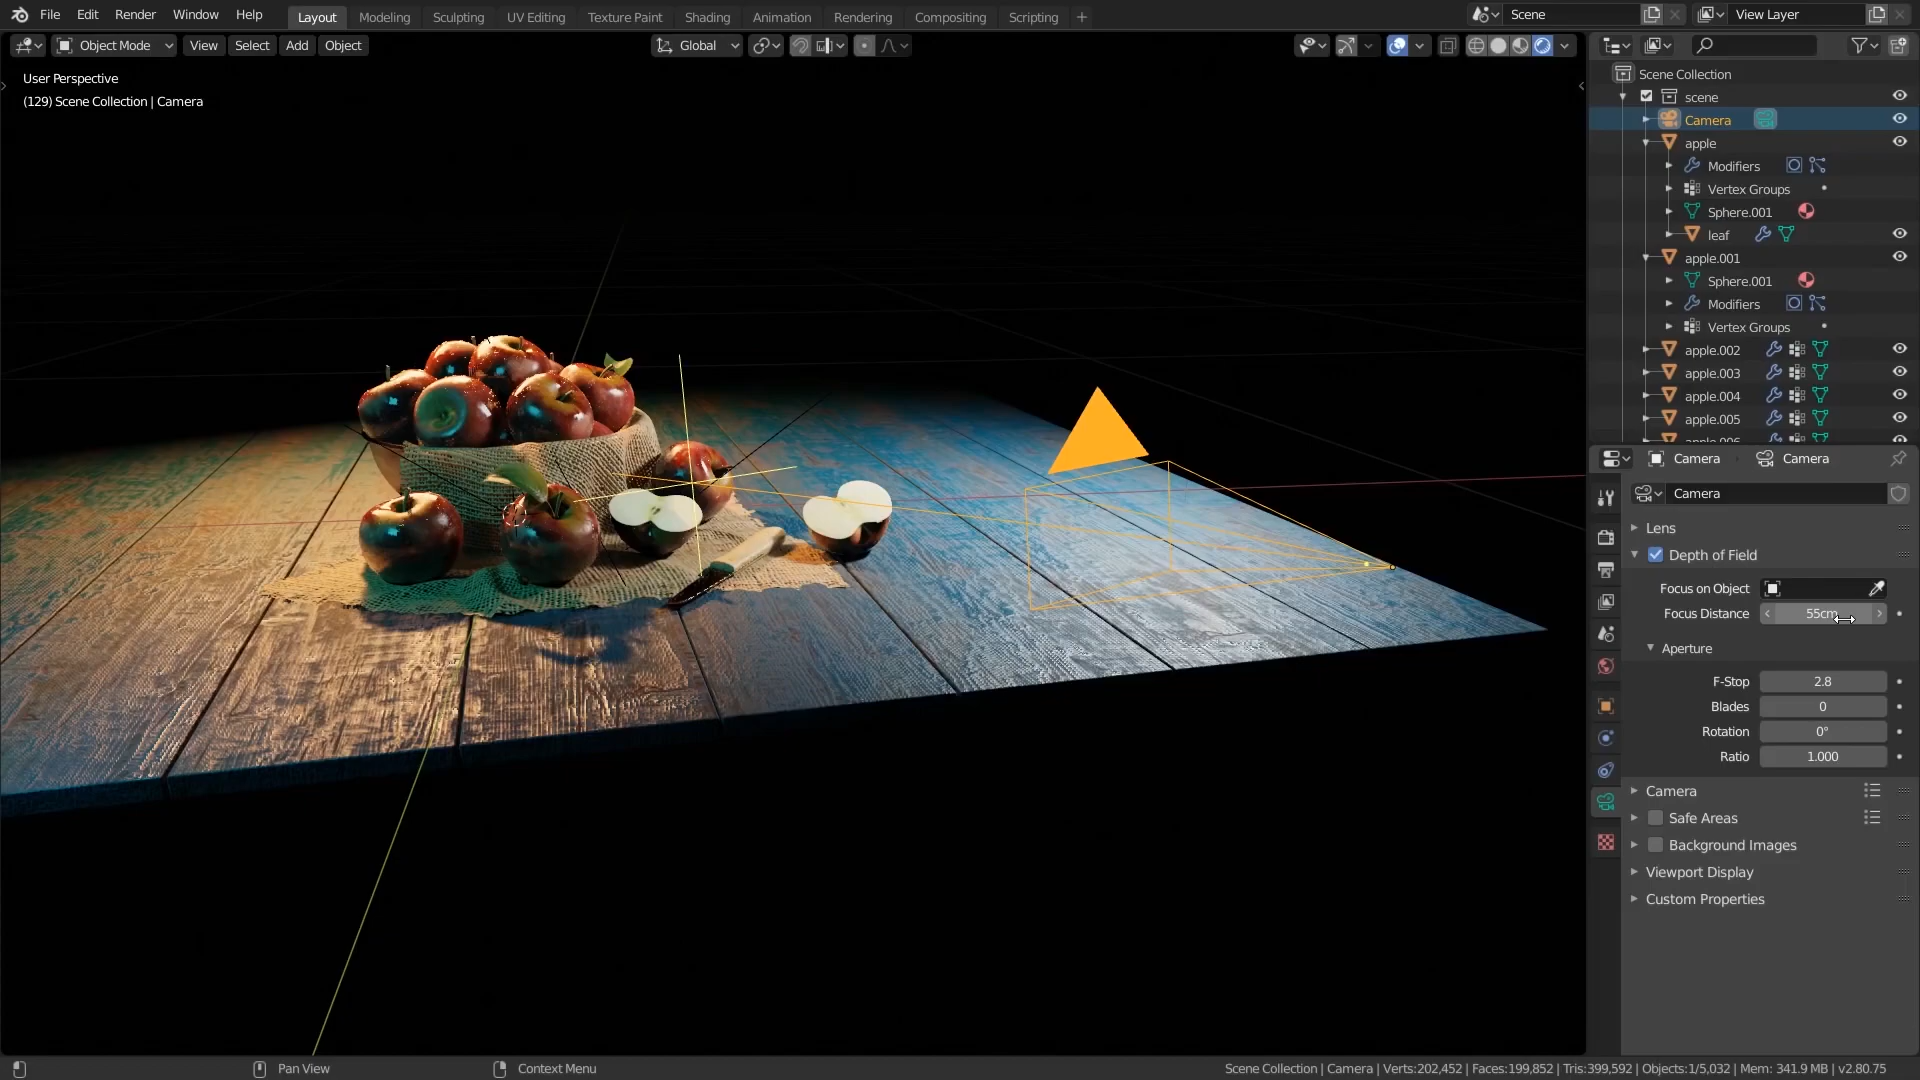 File Edit Render Window Help Layout Modeling Sculpting UV Editing Texture Paint Shading Animation Rendering Compositing Scripting + Scene View Layer
Object Mode View Select Add Object Global
User Perspective
(129) Scene Collection | Camera
Scene Collection
scene
Camera
apple
Modifiers
Vertex Groups
Sphere.001
leaf
apple.001
Sphere.001
Modifiers
Vertex Groups
apple.002
apple.003
apple.004
apple.005
apple.006
Camera Camera
Camera
Lens
Depth of Field
Focus on Object
Focus Distance 55cm
Aperture
F-Stop 2.8
Blades 0
Rotation 0°
Ratio 1.000
Camera
Safe Areas
Background Images
Viewport Display
Custom Properties
Pan View Context Menu Scene Collection | Camera | Verts:202,452 | Faces:199,852 | Tris:399,592 | Objects:1/5,032 | Mem: 341.9 MB | v2.80.75